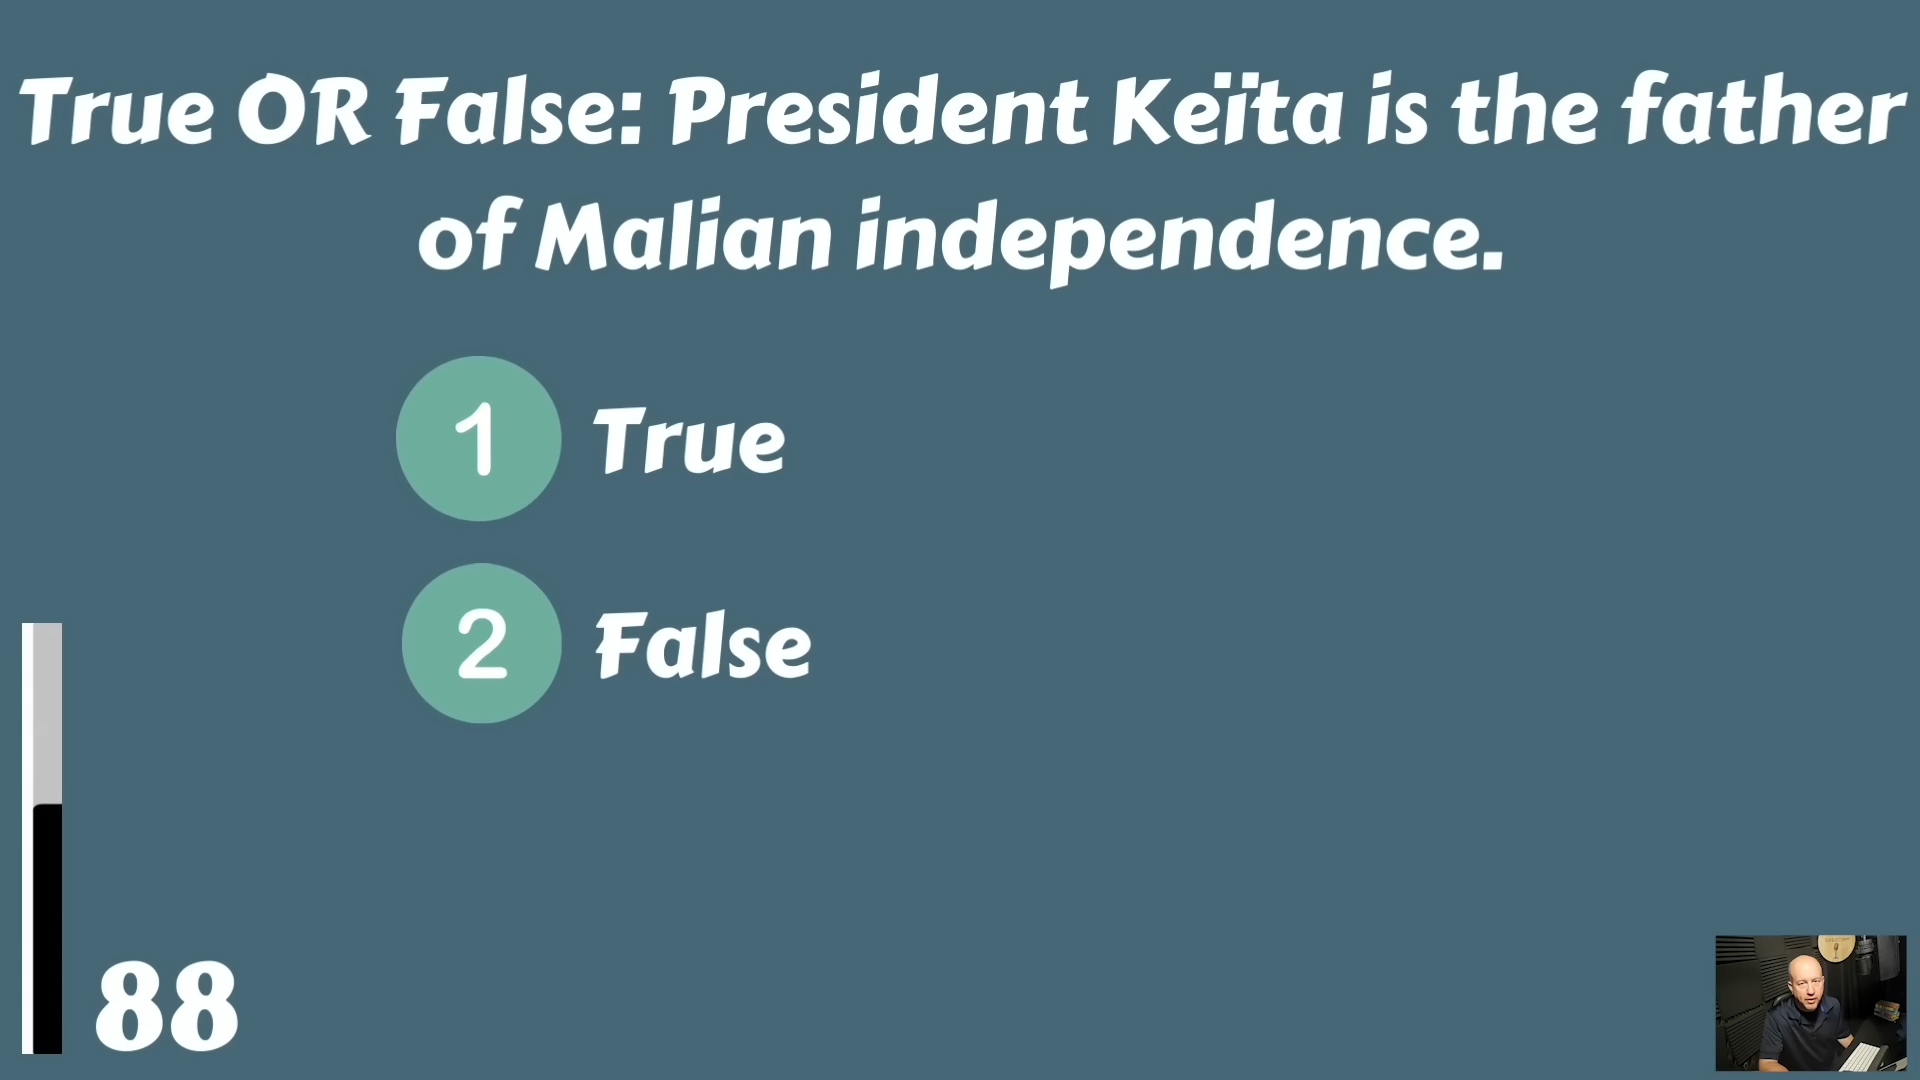 True OR False: President Keïta is the father
of Malian independence.
1 True
2 False
88